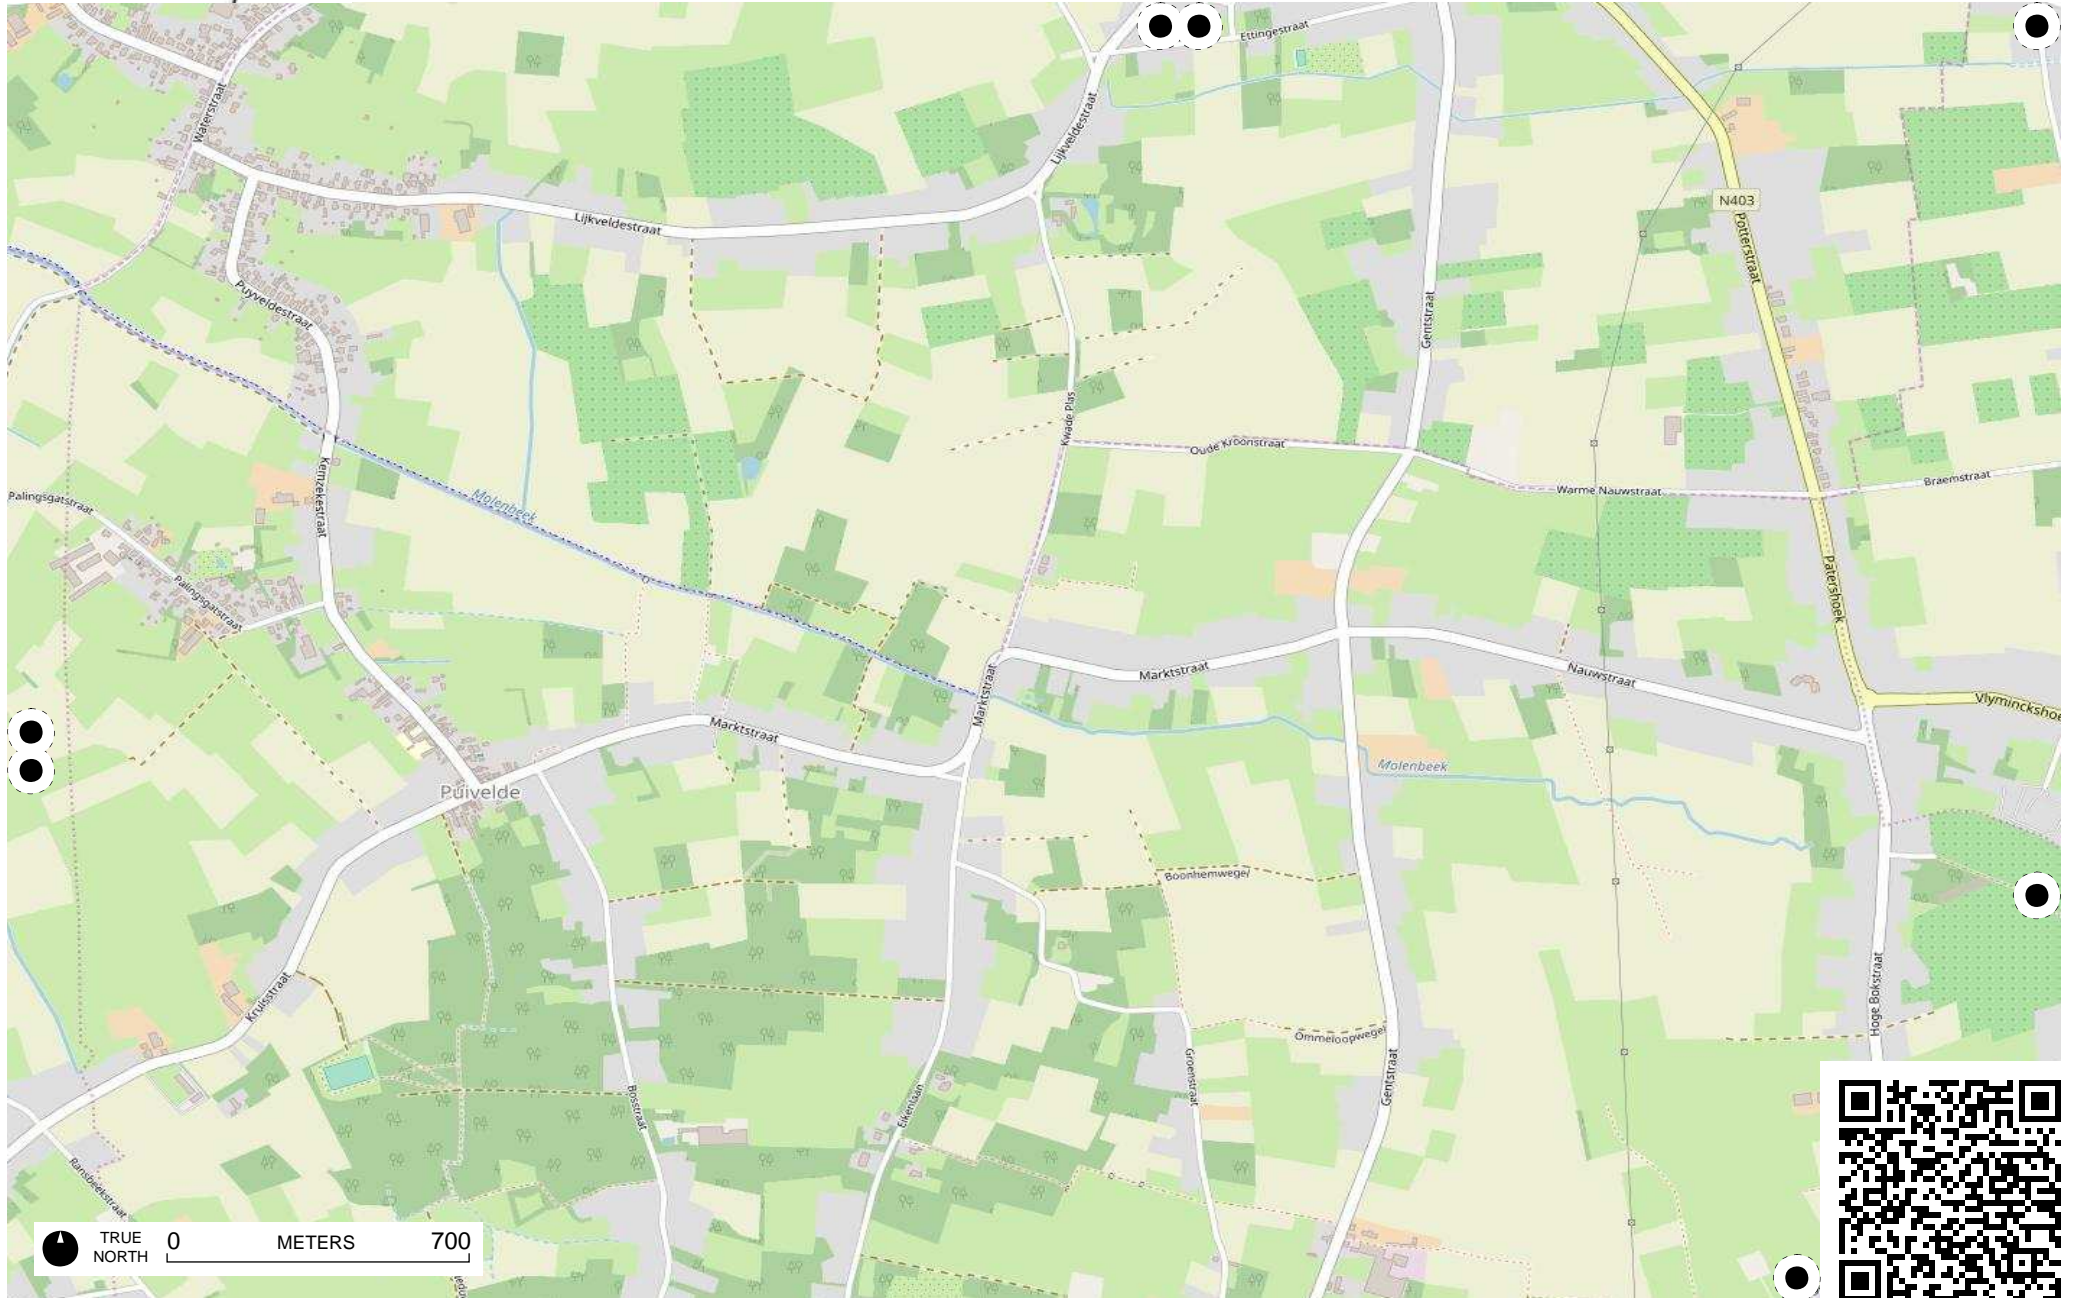 Ettingestraat
Waterstraat
Lijkveldestraat
N403
Lijkveldestraat
Potterstraat
Puyveldestraat
Gentstraat
Kwade Plas
Oude Kroonstraat
Palingsgatstraat
Kemzekestraat
Molenbeek
Warme Nauwstraat
Braemstraat
Palingsgatstraat
Patershoek
Marktstraat
Marktstraat
Nauwstraat
Marktstraat
Vlyminckshoe
Molenbeek
Puivelde
Boonhemwegel
Kruisstraat
Hoge Bokstraat
Ommeloopwegel
Groenstraat
Gentstraat
Bosstraat
Eikenlaan
Ransbeekstraat
TRUE NORTH
0 METERS 700